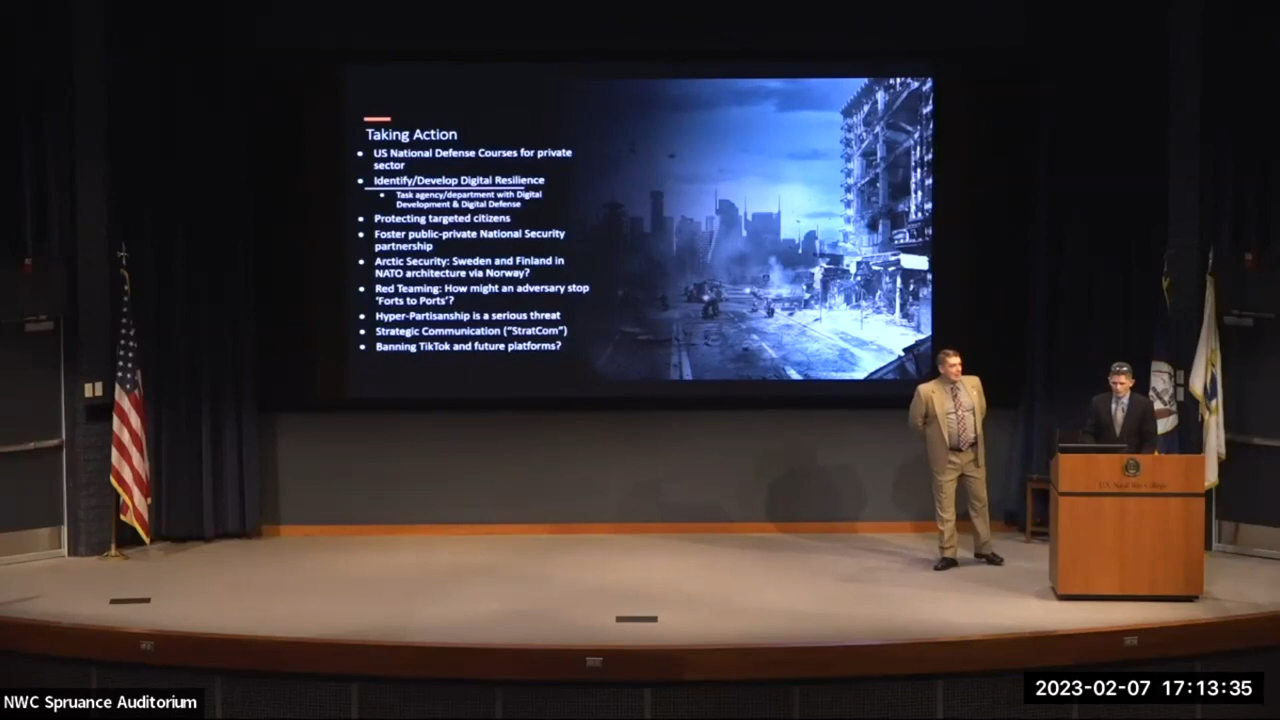 Taking Action
• US National Defense Courses for private
sector
• Identify/Develop Digital Resilience
• Task agency/department with Digital
Development & Digital Defense
• Protecting targeted citizens
• Foster public-private National Security
partnership
• Arctic Security: Sweden and Finland in
NATO architecture via Norway?
• Red Teaming: How might an adversary stop
'Forts to Ports'?
• Hyper-Partisanship is a serious threat
• Strategic Communication ("StratCom")
• Banning TikTok and future platforms?
U.S. Naval War College
NWC Spruance Auditorium
2023-02-07 17:13:35